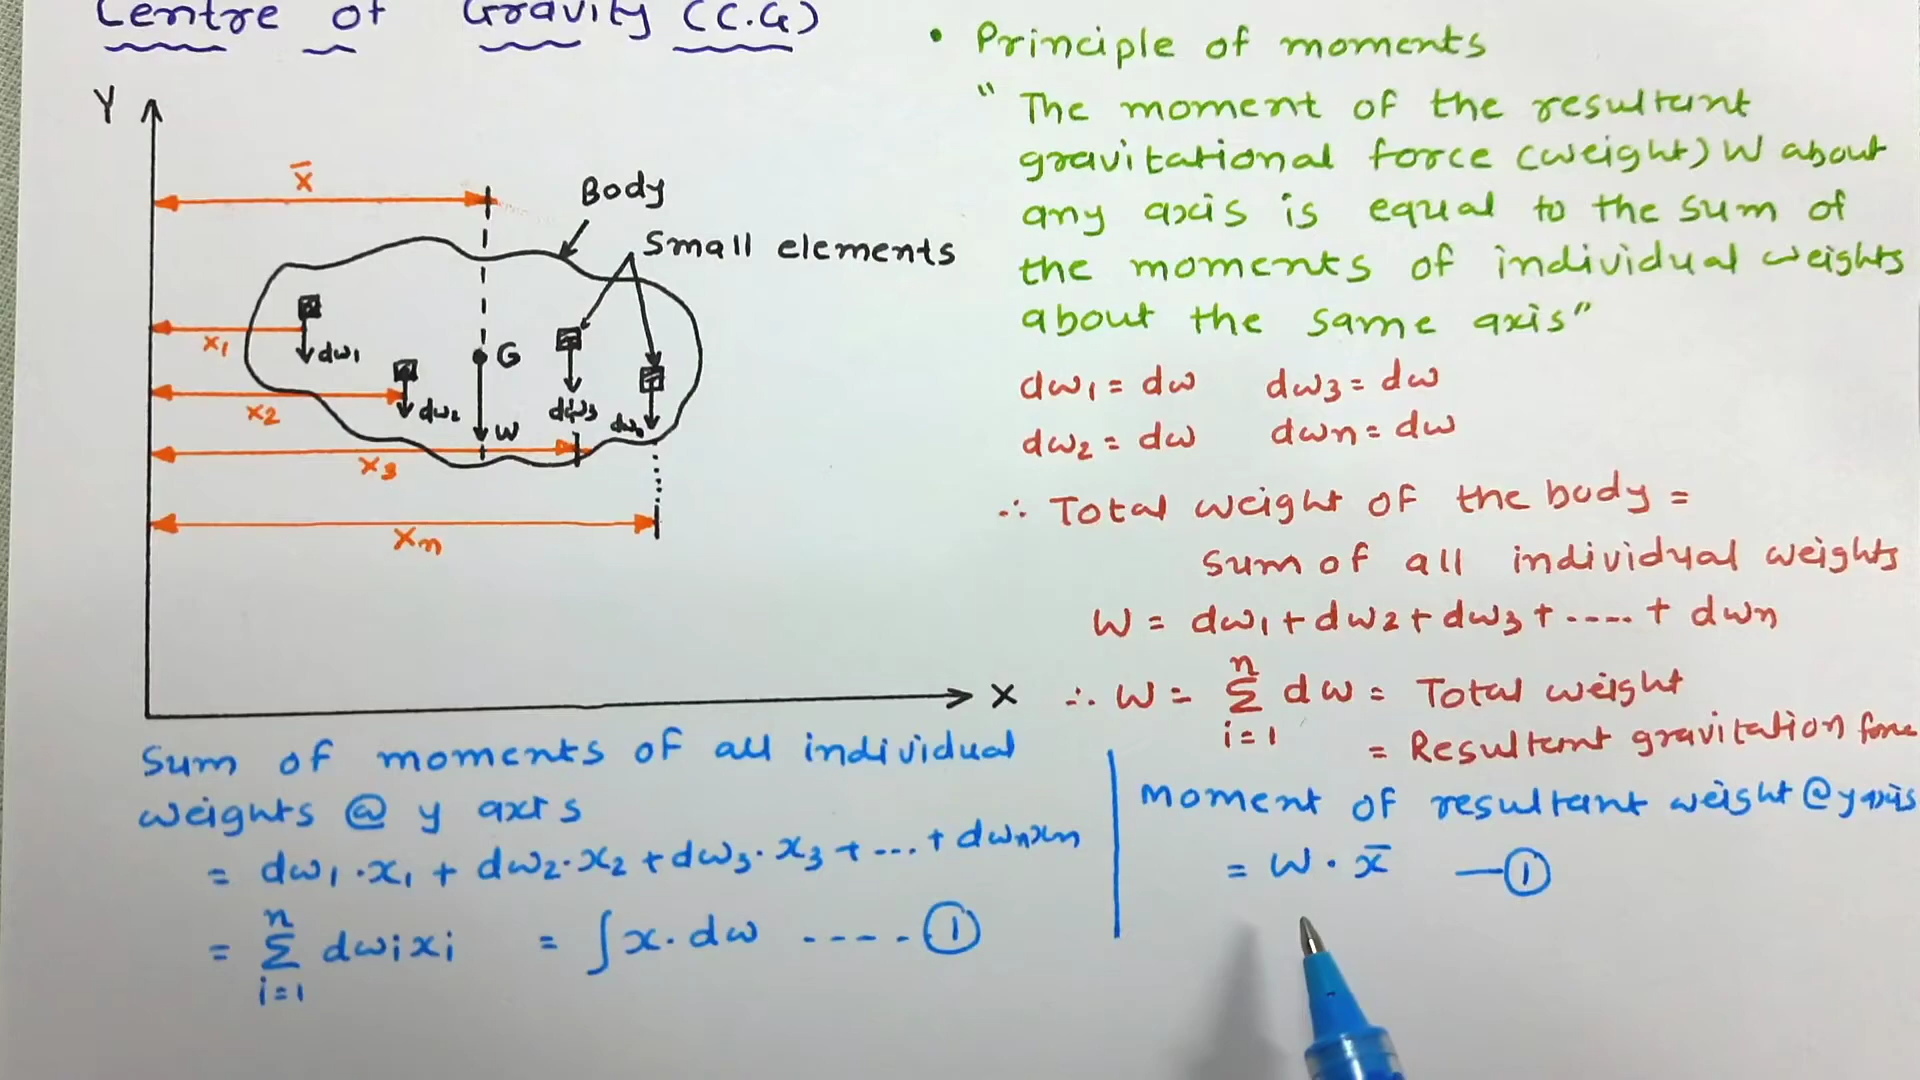 Centre of Gravity (C.G)
Y
x̄
Body
Small elements
x1
dw1
G
x2
dw2
W
dw3
dwn
x3
xn
X
Sum of moments of all individual
weights @ y axis
= dw1 ·x1 + dw2·x2 + dw3·x3 + ... + dwnxn
= n Σ i=1 dwixi = ∫x·dw ----①
• Principle of moments
" The moment of the resultant
gravitational force (weight) W about
any axis is equal to the sum of
the moments of individual weights
about the same axis"
dw1 = dw dw3 = dw
dw2 = dw dwn = dw
∴ Total weight of the body =
Sum of all individual weights
W = dw1 + dw2 + dw3 + ---- + dwn
∴ W = n Σ i=1 dw = Total weight
= Resultant gravitation force
Moment of resultant weight @ y axis
= W · x̄ —①